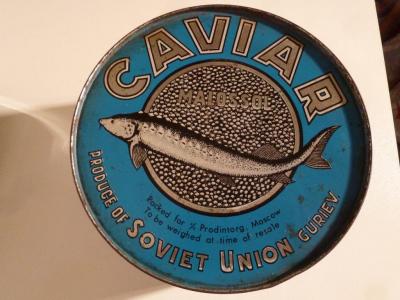 CAVIAR
MALOSSOL
Packed for V/O Prodintorg, Moscow
To be weighed at time of resale
PRODUCE OF SOVIET UNION GURIEV.